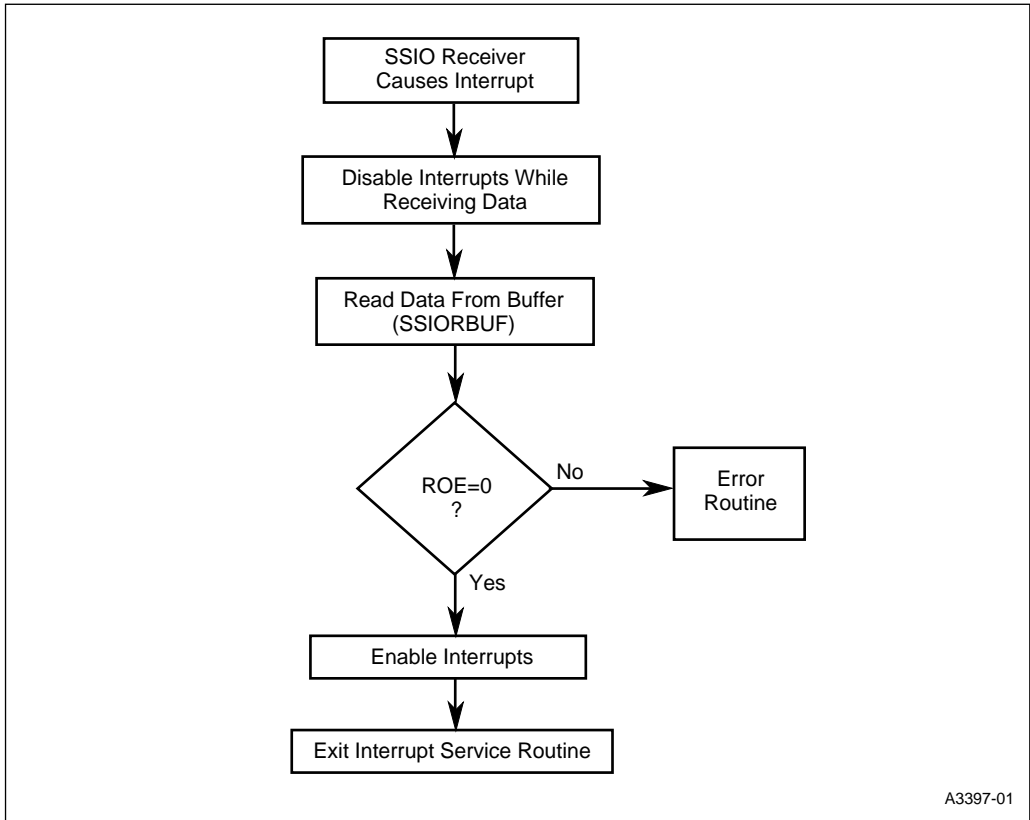 SSIO Receiver
Causes Interrupt
Disable Interrupts While
Receiving Data
Read Data From Buffer
(SSIORBUF)
ROE=0
?
No
Error
Routine
Yes
Enable Interrupts
Exit Interrupt Service Routine
A3397-01